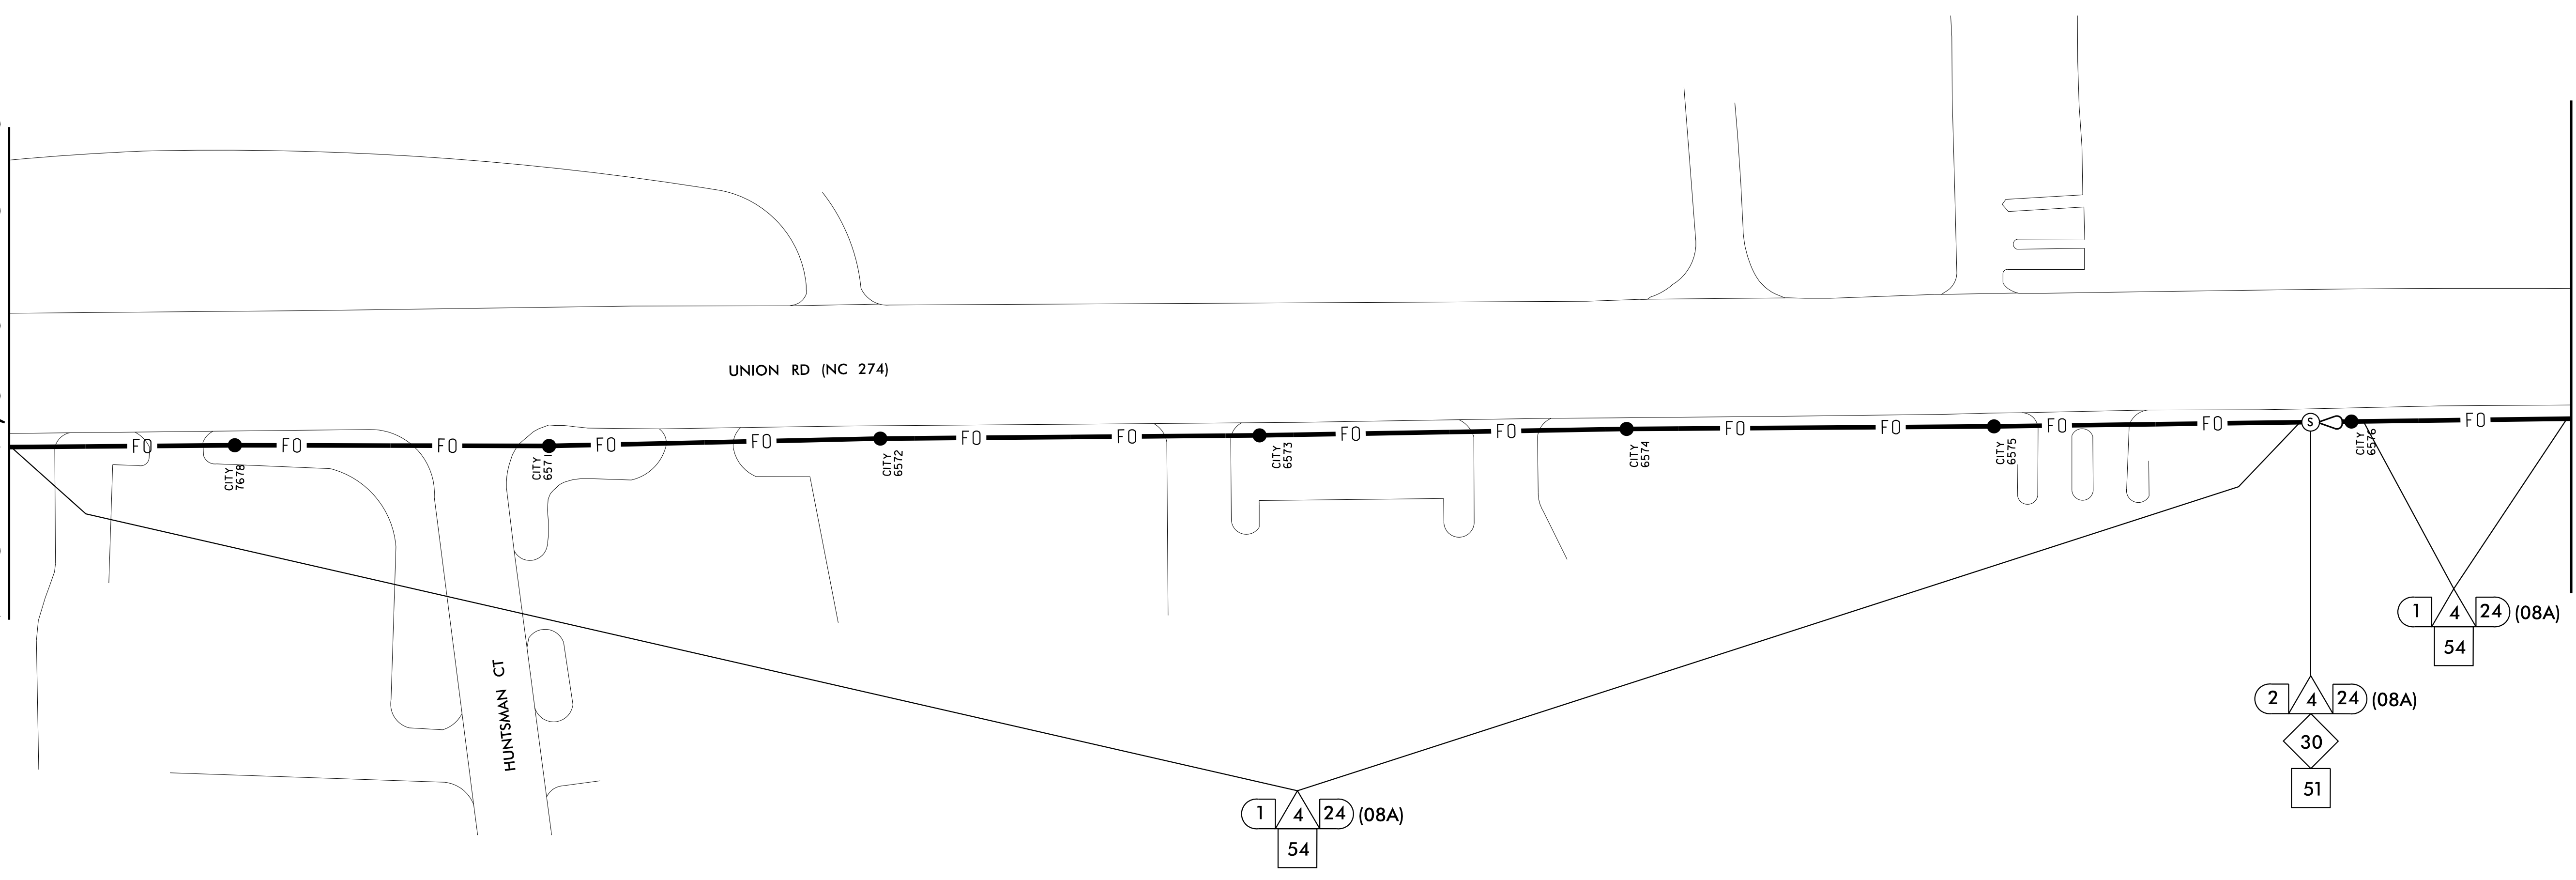 UNION RD (NC 274)
FO FO FO FO FO FO FO FO FO FO FO FO FO FO FO
CITY 7678
CITY 6571
CITY 6572
CITY 6573
CITY 6574
CITY 6575
S
CITY 6576
HUNTSMAN CT
1 4 24 (08A)
54
2 4 24 (08A)
30
51
1 4 24 (08A)
54